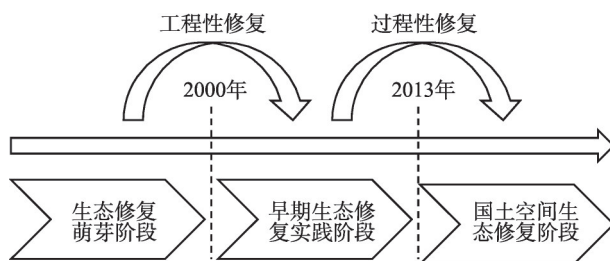 工程性修复
过程性修复
2000年
2013年
生态修复
萌芽阶段
早期生态修
复实践阶段
国土空间生
态修复阶段